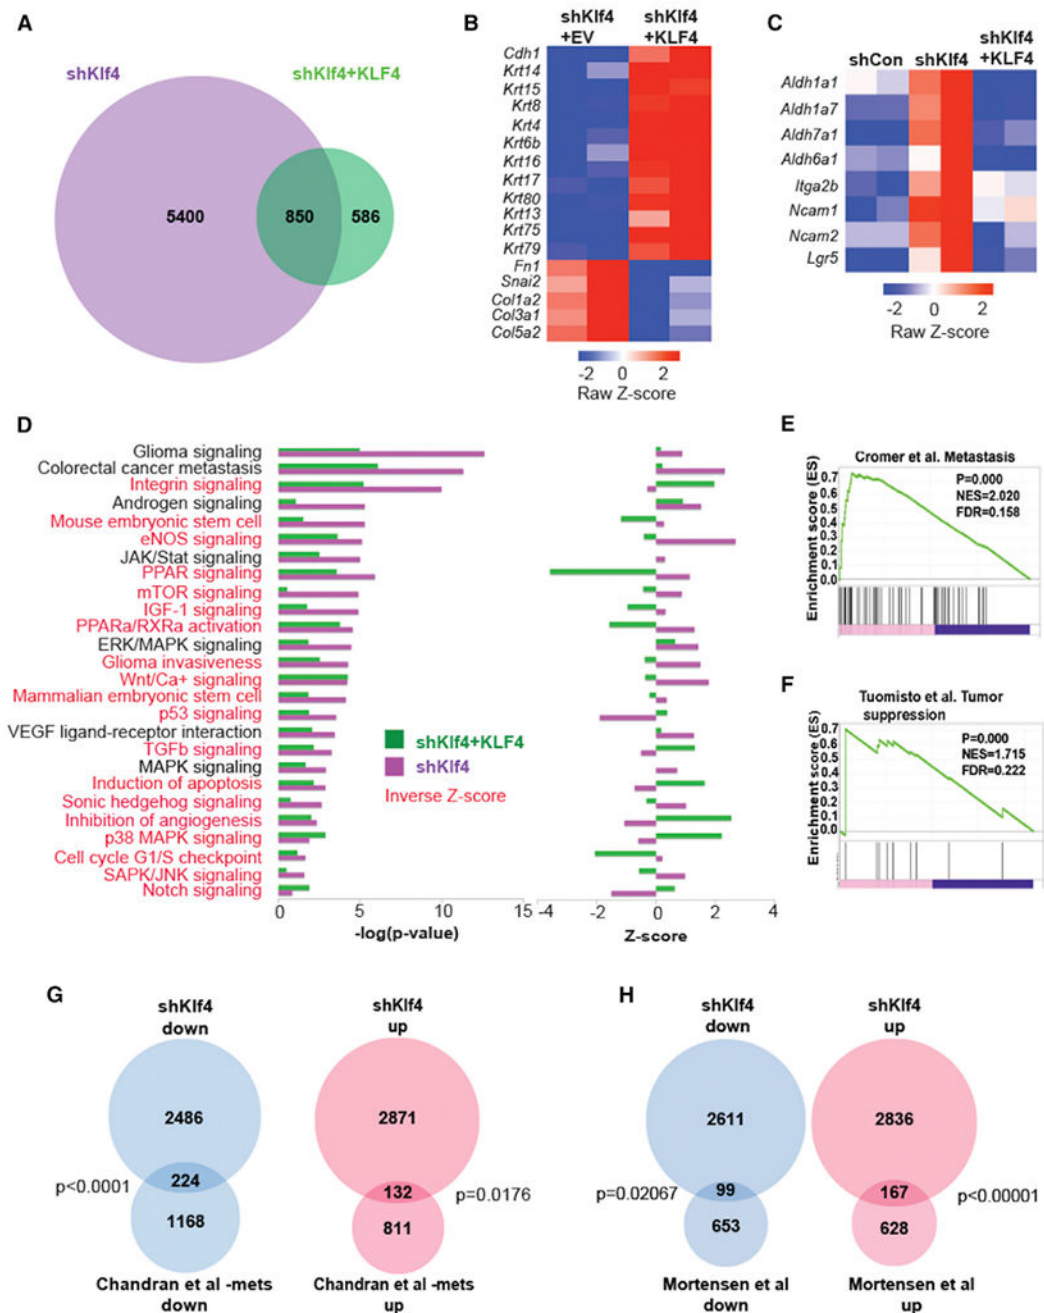 A
shKlf4
shKlf4+KLF4
5400
850
586
B
shKlf4 shKlf4
+EV +KLF4
Cdh1
Krt14
Krt15
Krt8
Krt4
Krt6b
Krt16
Krt17
Krt80
Krt13
Krt75
Krt79
Fn1
Snai2
Col1a2
Col3a1
Col5a2
-2 0 2
Raw Z-score
C
shKlf4
shCon shKlf4 +KLF4
Aldh1a1
Aldh1a7
Aldh7a1
Aldh6a1
Itga2b
Ncam1
Ncam2
Lgr5
-2 0 2
Raw Z-score
D
Glioma signaling
Colorectal cancer metastasis
Integrin signaling
Androgen signaling
Mouse embryonic stem cell
eNOS signaling
JAK/Stat signaling
PPAR signaling
mTOR signaling
IGF-1 signaling
PPARa/RXRa activation
ERK/MAPK signaling
Glioma invasiveness
Wnt/Ca+ signaling
Mammalian embryonic stem cell
p53 signaling
VEGF ligand-receptor interaction
TGFb signaling
MAPK signaling
Induction of apoptosis
Sonic hedgehog signaling
Inhibition of angiogenesis
p38 MAPK signaling
Cell cycle G1/S checkpoint
SAPK/JNK signaling
Notch signaling
shKlf4+KLF4
shKlf4
Inverse Z-score
0 5 10 15
-log(p-value)
-4 -2 0 2 4
Z-score
E
Cromer et al. Metastasis
Enrichment score (ES)
0.7
0.6
0.5
0.4
0.3
0.2
0.1
0.0
P=0.000
NES=2.020
FDR=0.158
F
Tuomisto et al. Tumor
suppression
Enrichment score (ES)
0.7
0.6
0.5
0.4
0.3
0.2
0.1
0.0
P=0.000
NES=1.715
FDR=0.222
G
shKlf4
down
2486
224
1168
p<0.0001
Chandran et al -mets
down
shKlf4
up
2871
132
811
p=0.0176
Chandran et al -mets
up
H
shKlf4
down
2611
99
653
p=0.02067
Mortensen et al
down
shKlf4
up
2836
167
628
p<0.00001
Mortensen et al
up